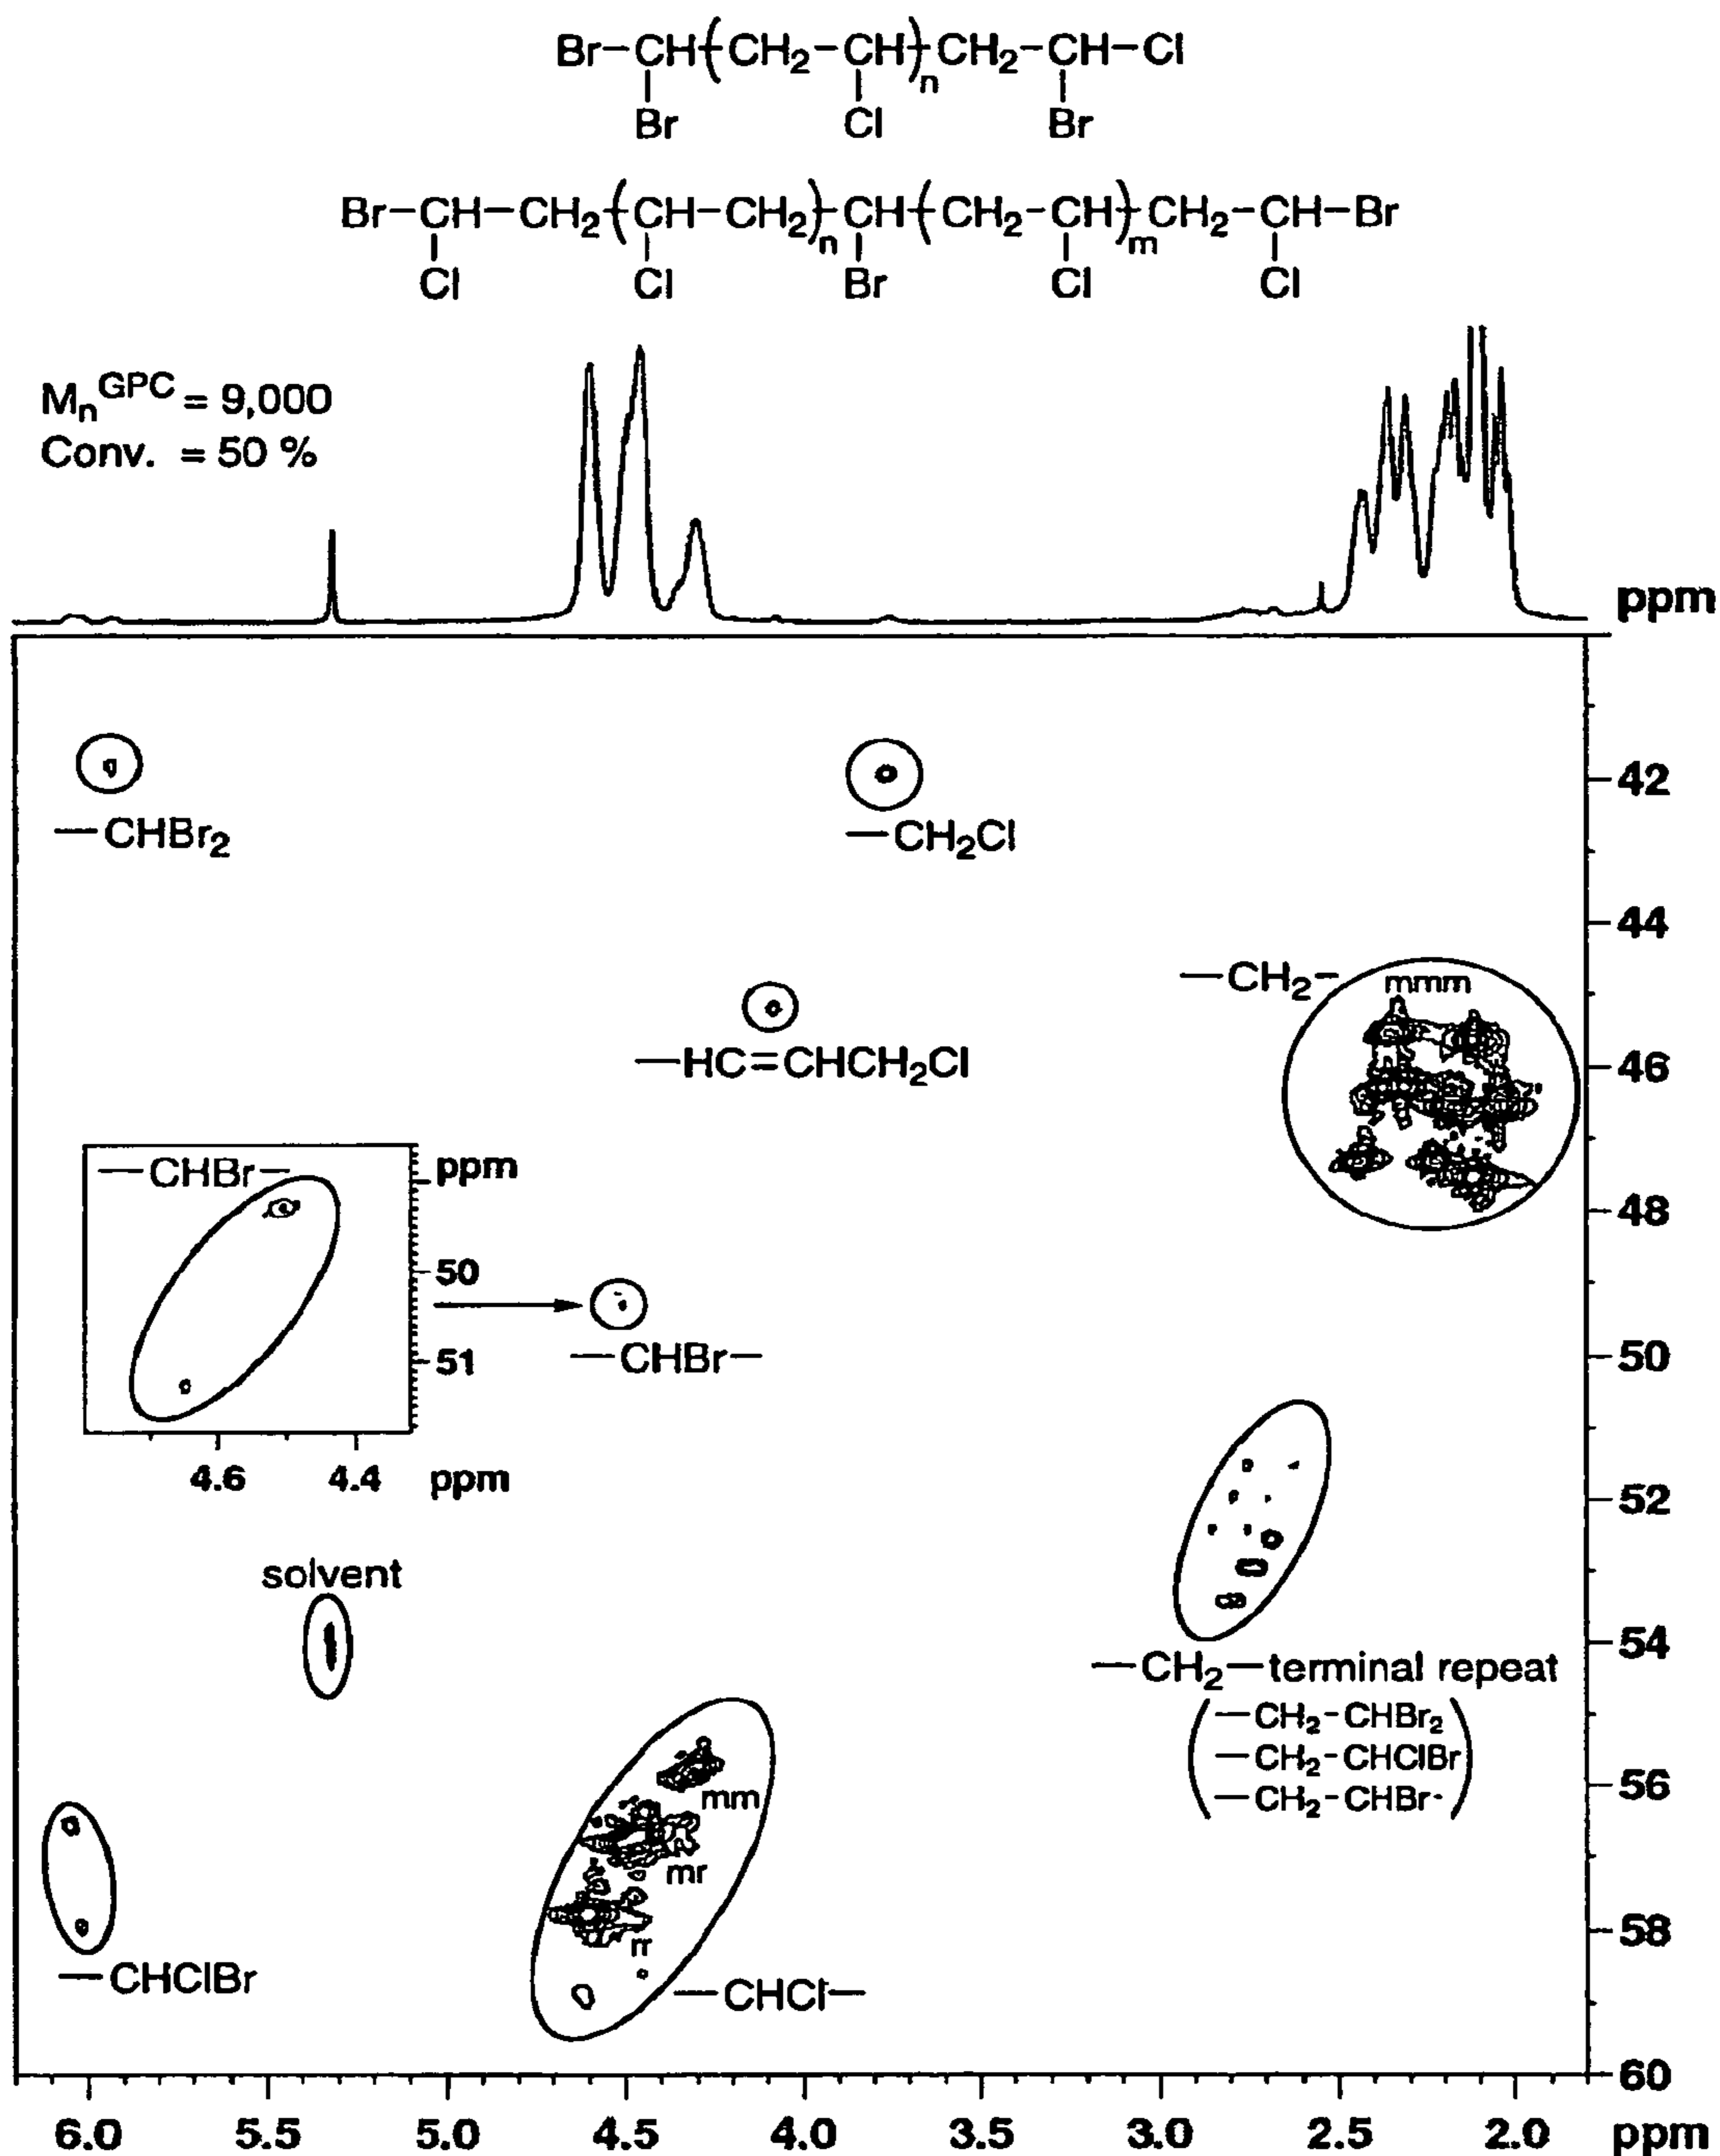 Br-CH(CH2-CH)nCH2-CH-Cl
Br Cl Br
Br-CH-CH2(CH-CH2)nCH(CH2-CH)mCH2-CH-Br
Cl Cl Br Cl Cl
MnGPC = 9,000
Conv. = 50 %
ppm
—CHBr2
—CH2Cl
42
44
—CH2-
mmm
—HC=CHCH2Cl
46
—CHBr-
ppm
48
50
51
4.6 4.4 ppm
—CHBr—
50
52
solvent
54
—CH2—terminal repeat
—CH2-CHBr2
—CH2-CHClBr
—CH2-CHBr-
56
mm
mr
rr
58
—CHClBr
—CHCl—
60
6.0 5.5 5.0 4.5 4.0 3.5 3.0 2.5 2.0 ppm